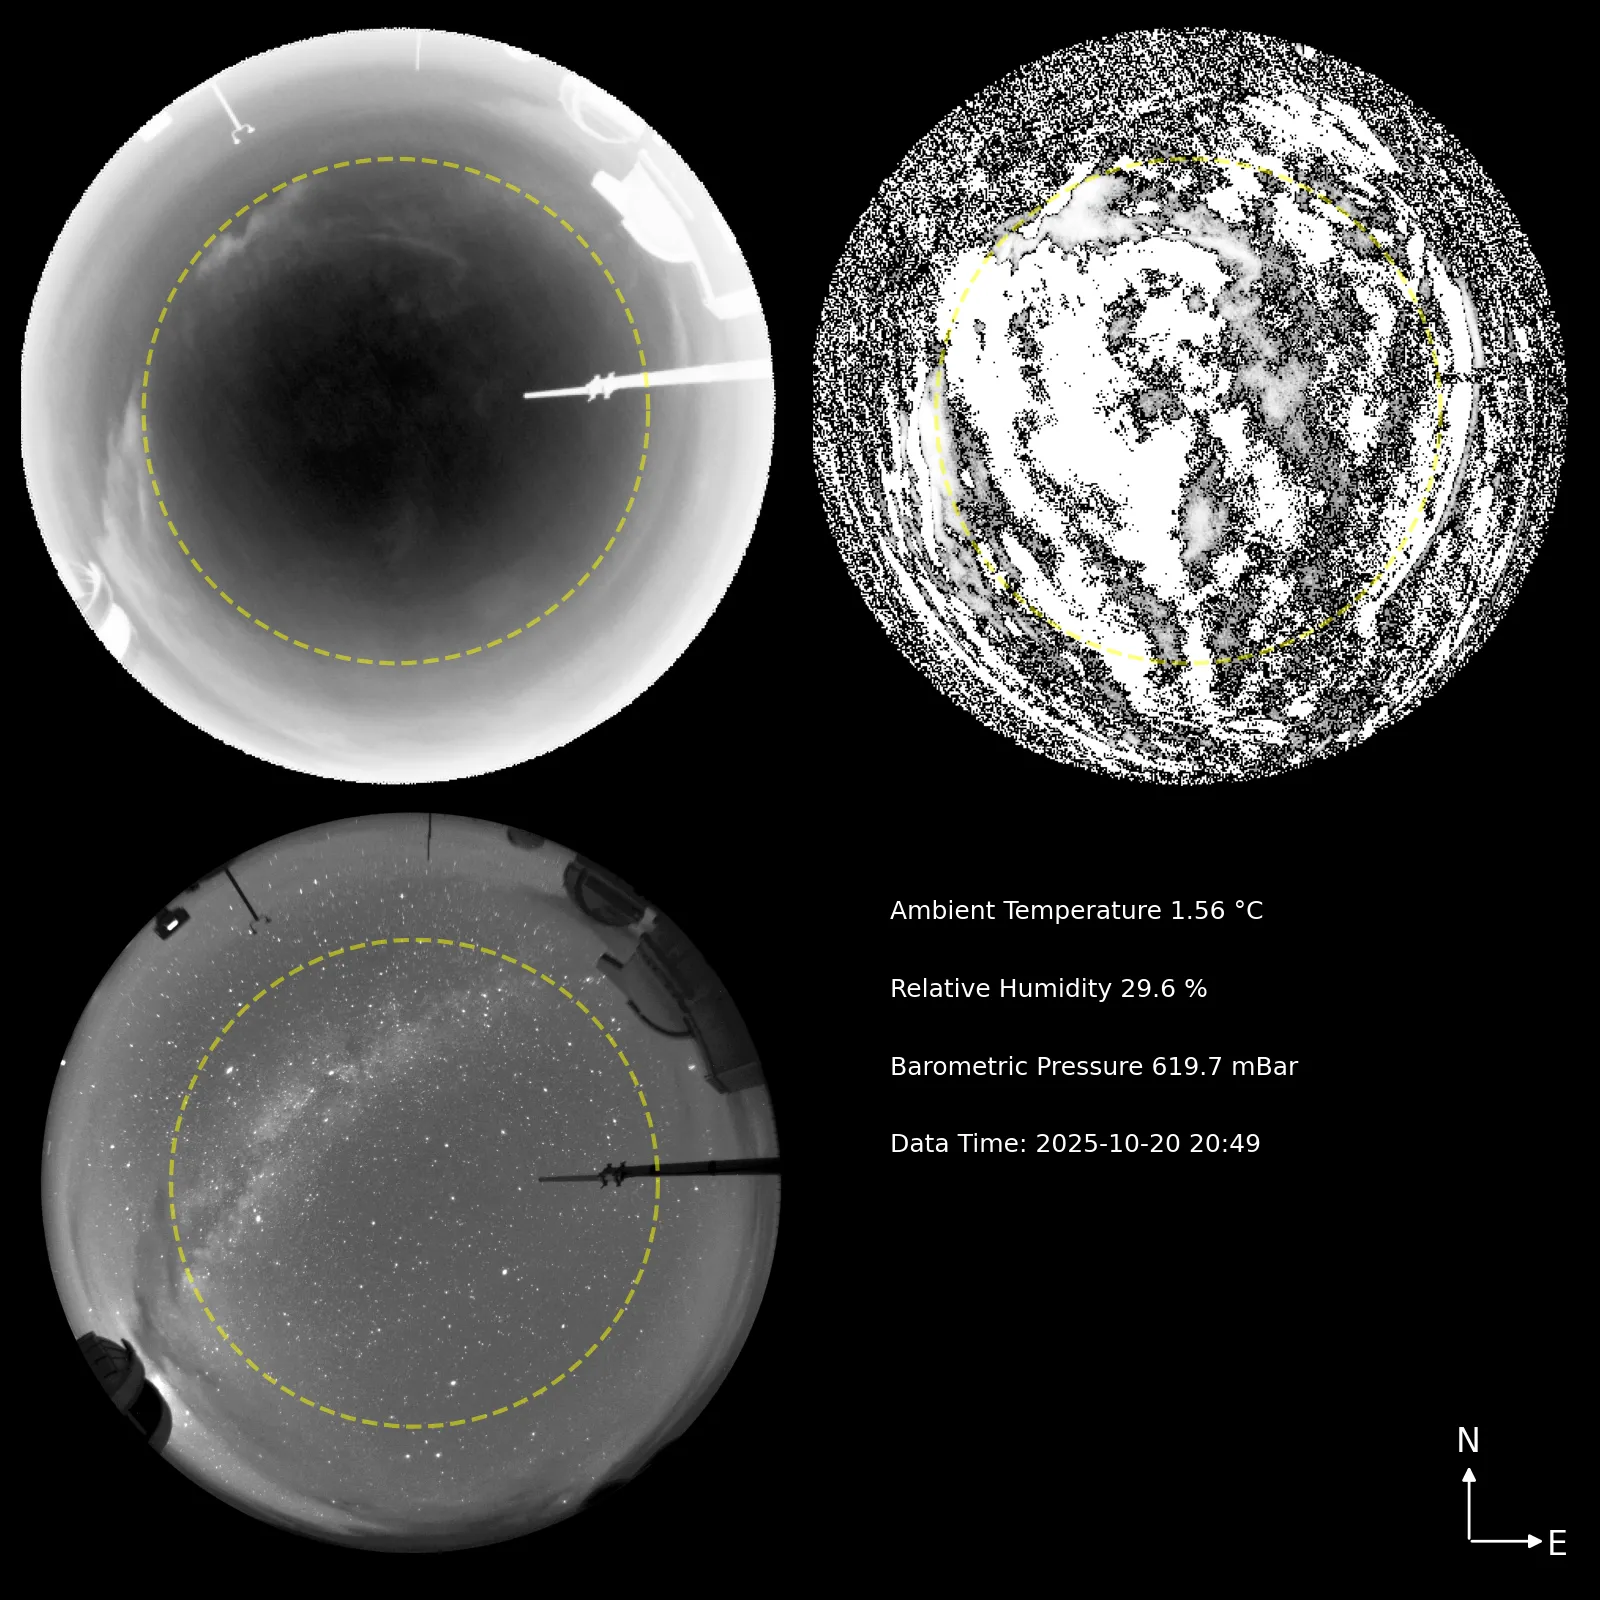 Ambient Temperature 1.56 °C
Relative Humidity 29.6 %
Barometric Pressure 619.7 mBar
Data Time: 2025-10-20 20:49
N
E